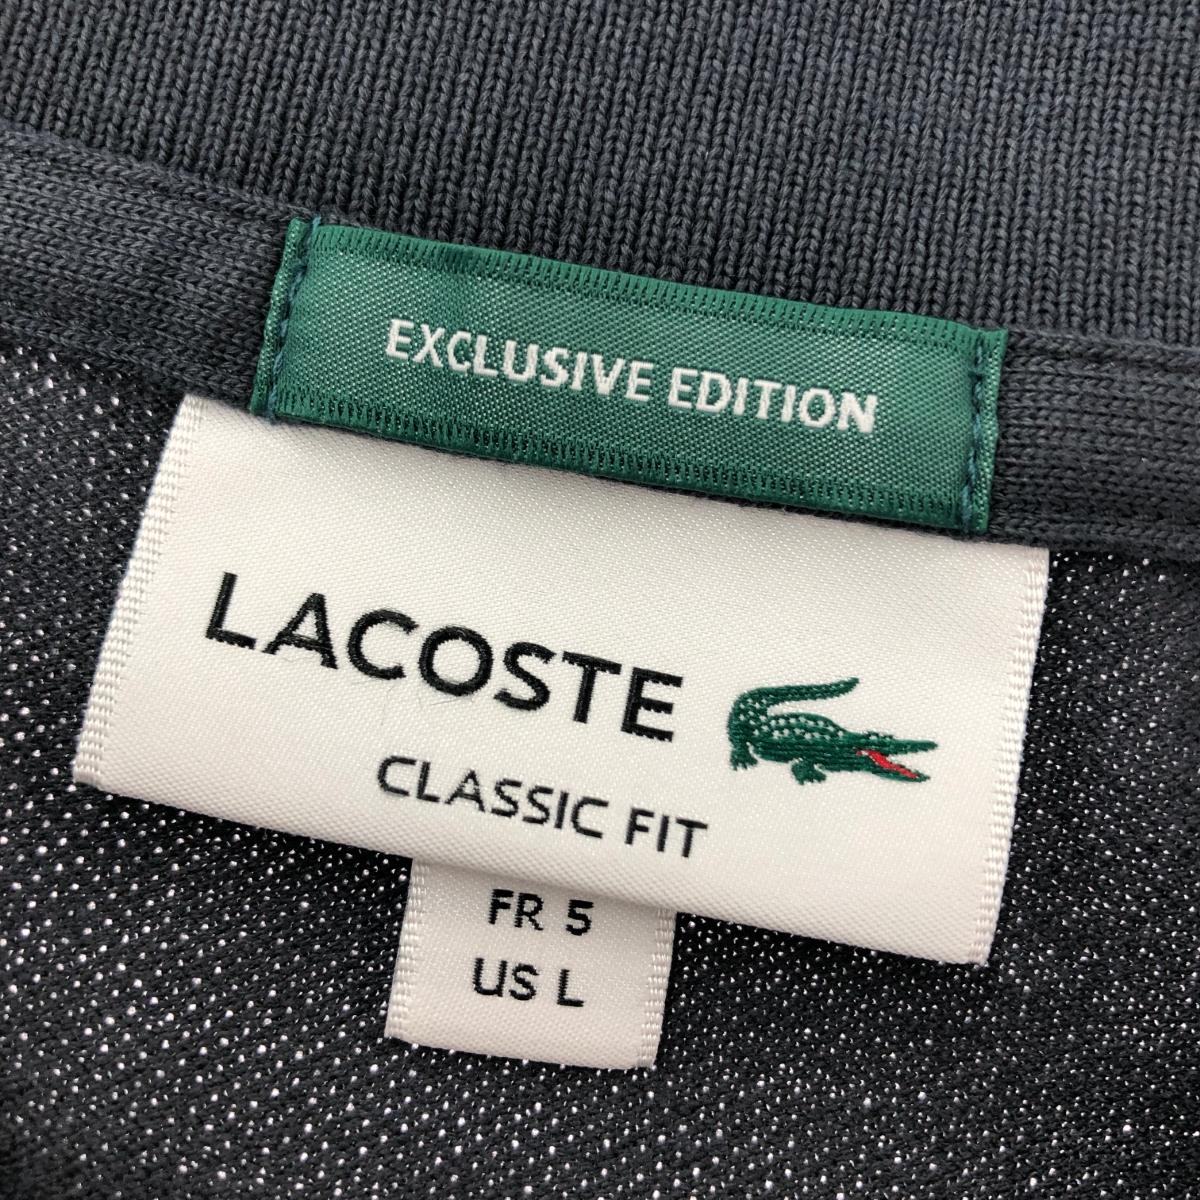 EXCLUSIVE EDITION
LACOSTE
CLASSIC FIT
FR 5
US L